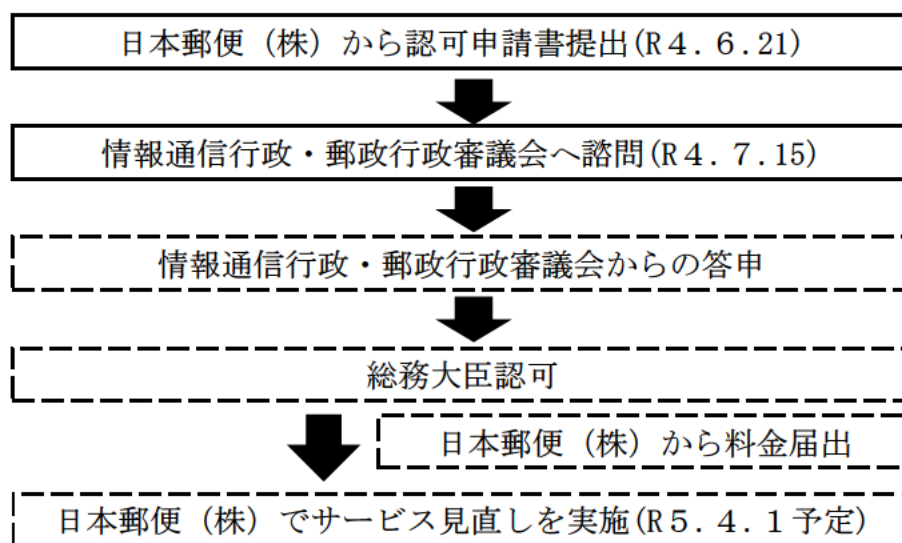 日本郵便（株）から認可申請書提出(R４.６.21)
情報通信行政・郵政行政審議会へ諮問(R４.７.15)
情報通信行政・郵政行政審議会からの答申
総務大臣認可
日本郵便（株）から料金届出
日本郵便（株）でサービス見直しを実施(R５.４.１予定)